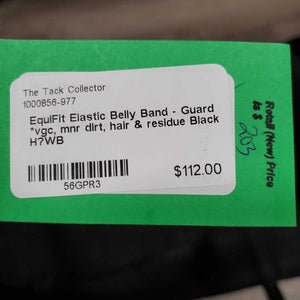 The Tack Collector
1000856-977
EquiFit Elastic Belly Band - Guard
*vgc, mnr dirt, hair & residue Black
H?WB
$112.00
56GPR3
Retail (New) Price
Is $ 203